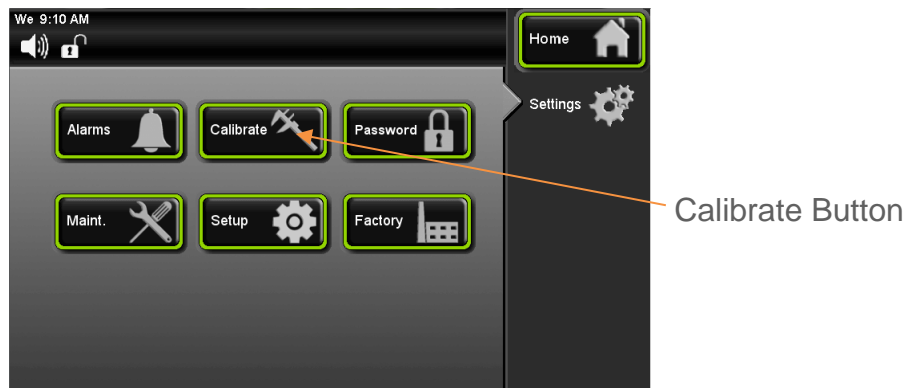 We 9:10 AM
Home
Settings
Alarms
Calibrate
Password
Maint.
Setup
Factory
Calibrate Button